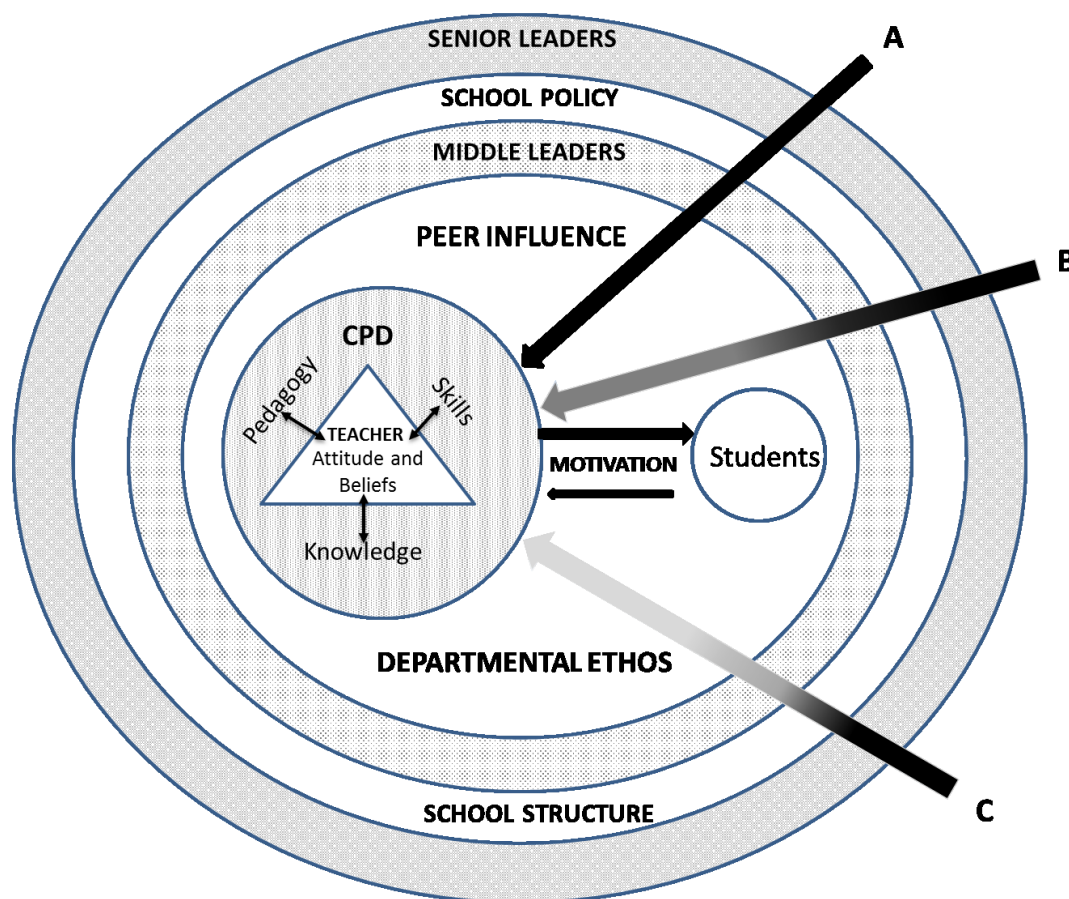 A
SENIOR LEADERS
SCHOOL POLICY
MIDDLE LEADERS
PEER INFLUENCE
B
CPD
Pedagogy
Skills
TEACHER
Attitude and
Beliefs
MOTIVATION
Students
Knowledge
DEPARTMENTAL ETHOS
SCHOOL STRUCTURE
C